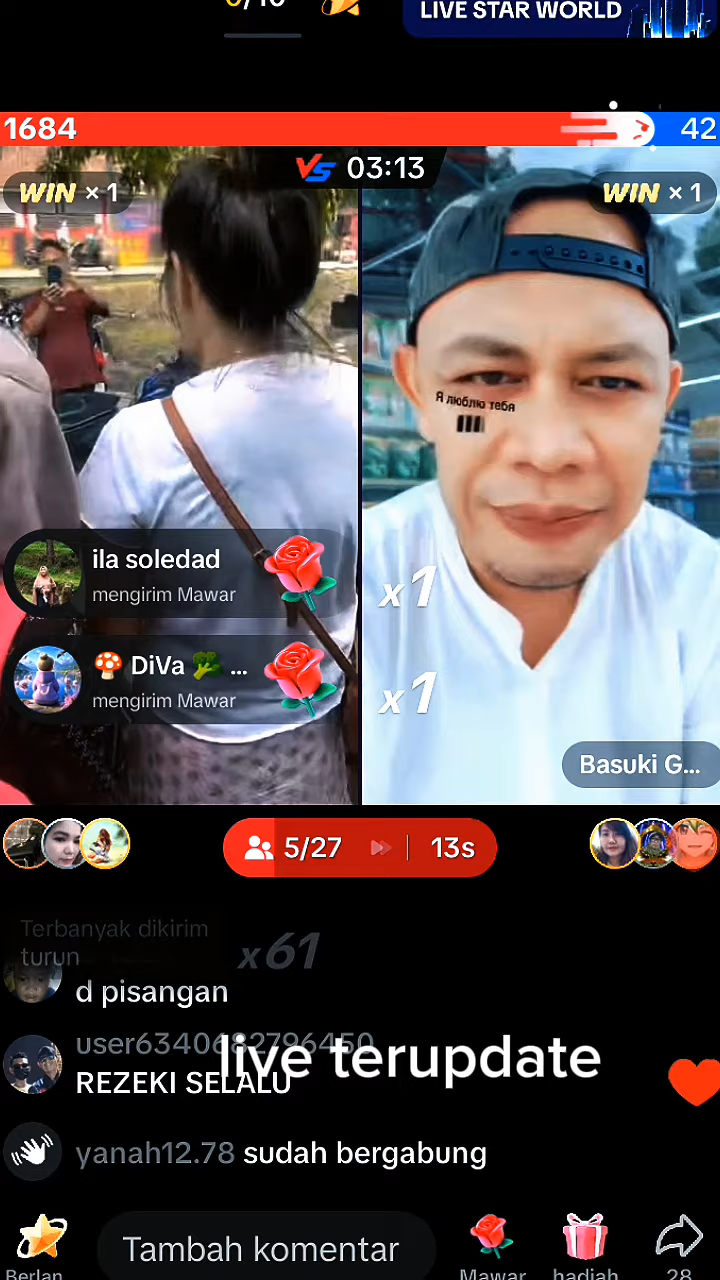 LIVE STAR WORLD
1684
42
VS 03:13
WIN x 1
WIN x 1
Я люблю тебя
ila soledad
mengirim Mawar
x1
DiVa ...
mengirim Mawar
x1
Basuki G...
5/27
13s
Terbanyak dikirim
turun
x61
d pisangan
user6340682796450
live terupdate
REZEKI SELALU
yanah12.78 sudah bergabung
Tambah komentar
Mawar
hadiah
28